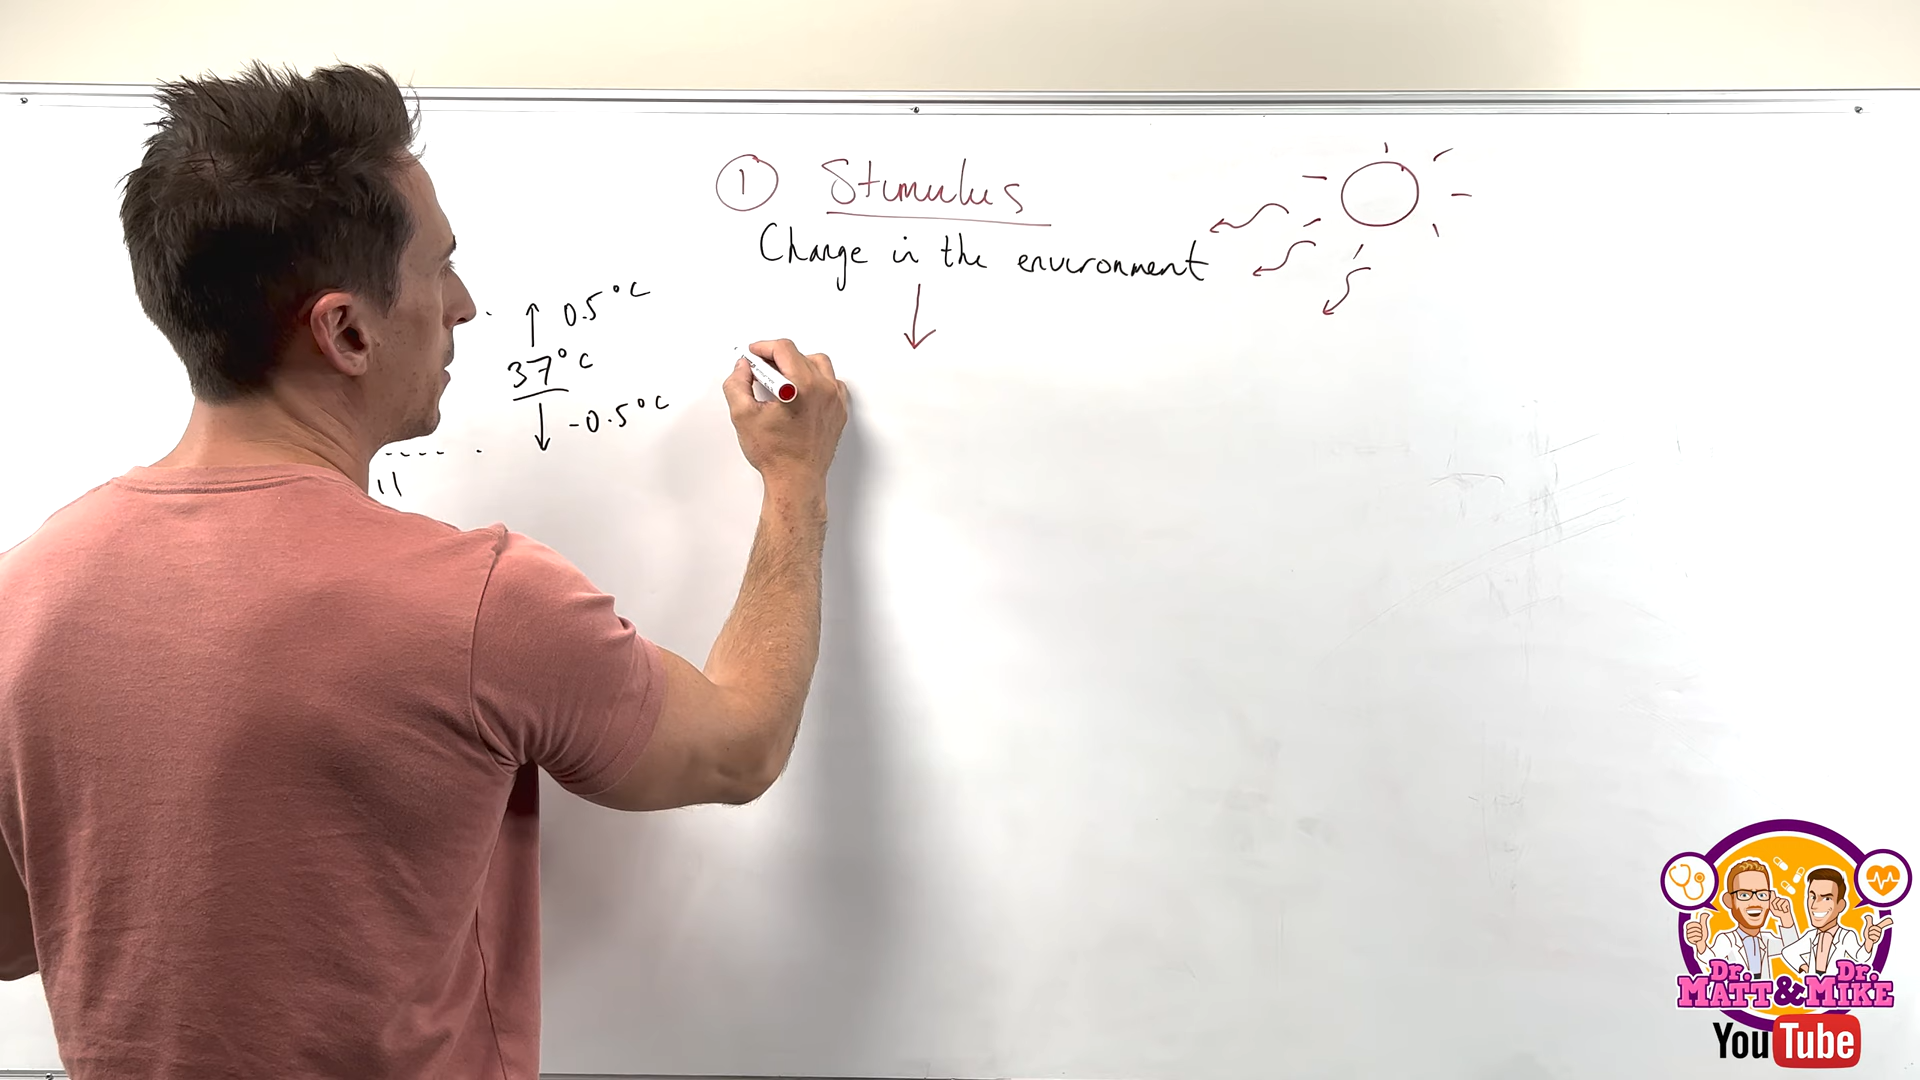 ① Stimulus
Change in the environment
↑ 0.5°C
37°C
↓ -0.5°C
Dr. Dr.
MATT & MIKE
YouTube